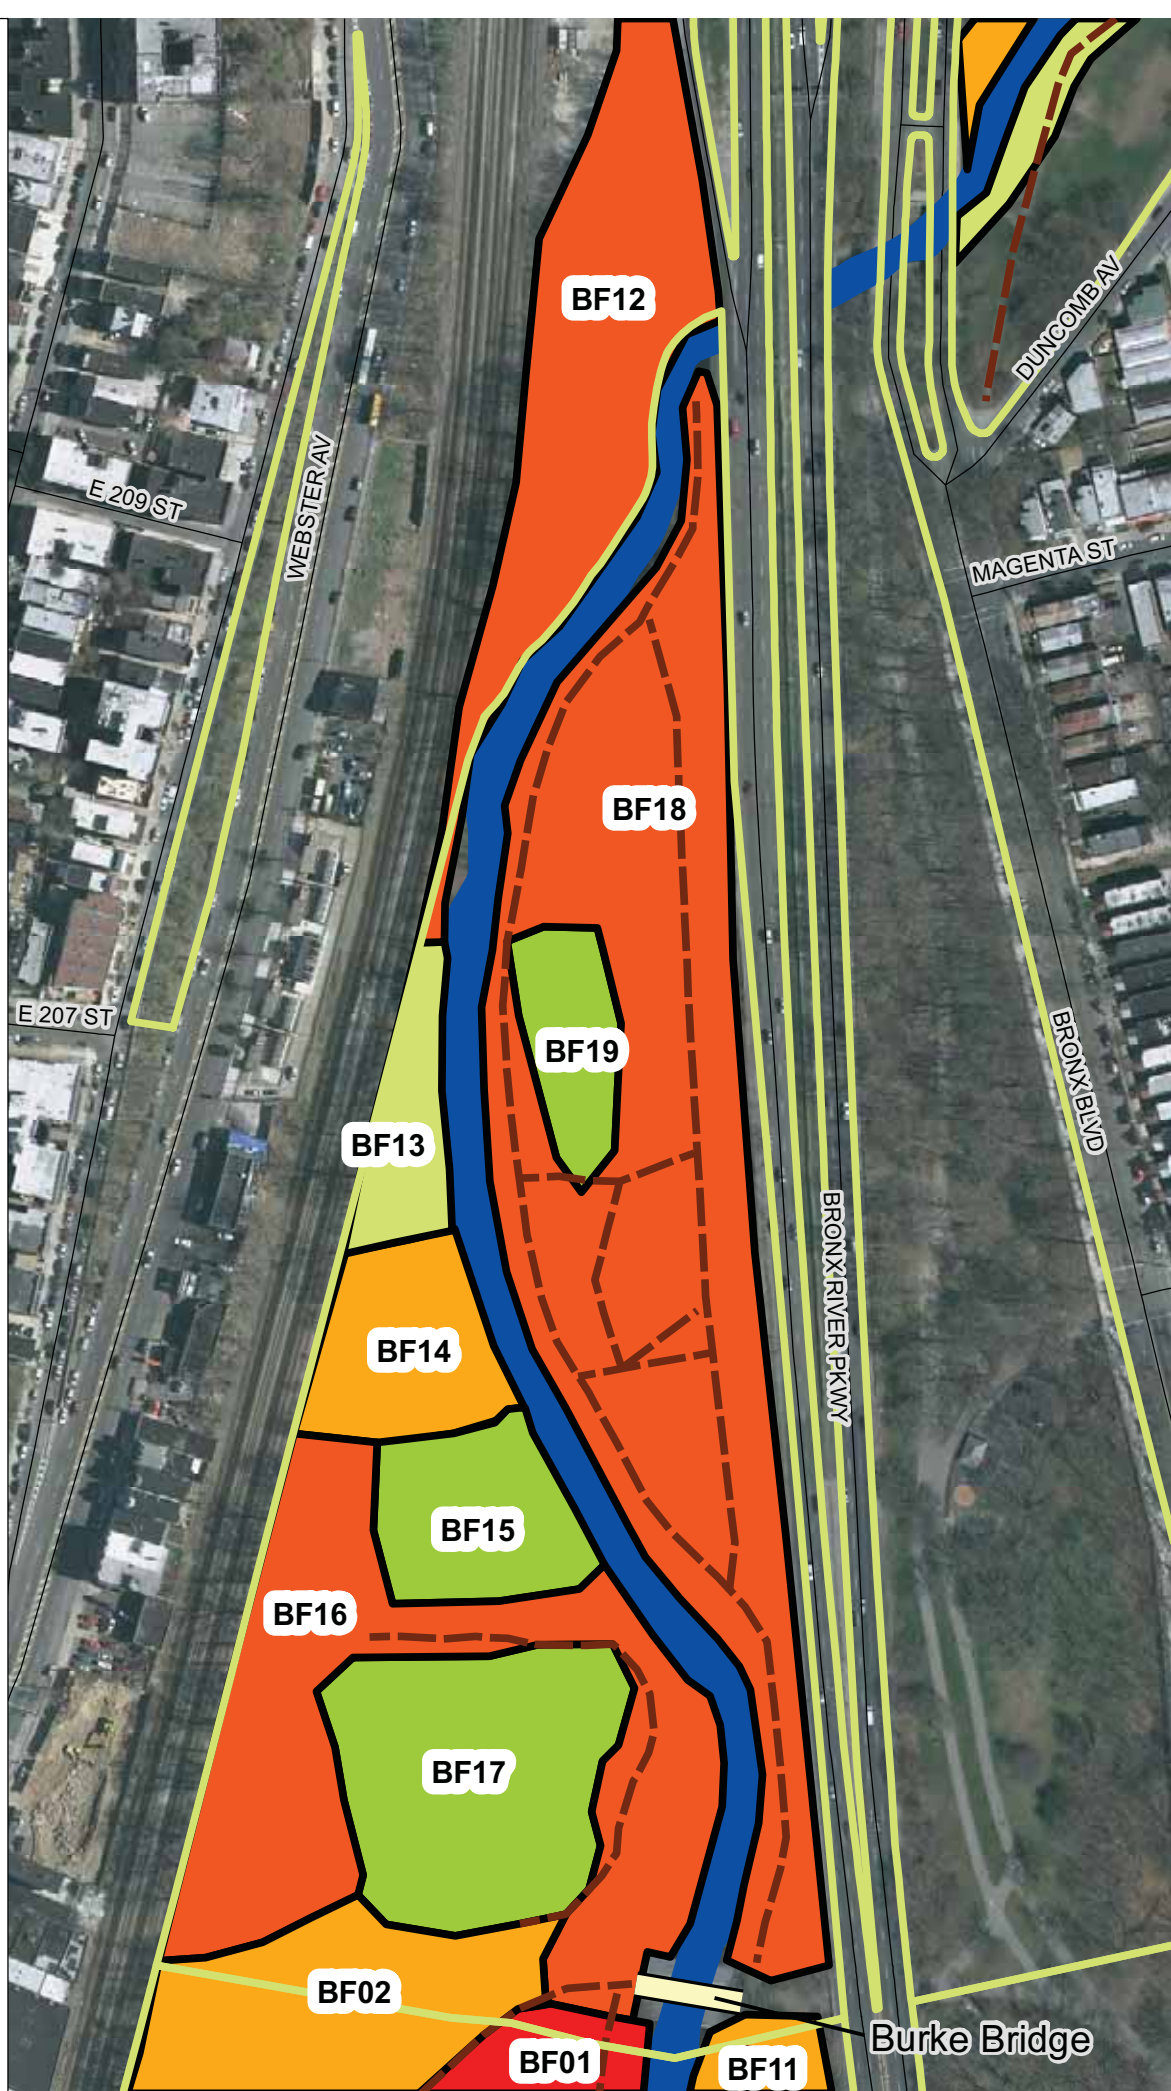 BF12
DUNCOMB AV
E 209 ST
WEBSTER AV
MAGENTA ST
BF18
E 207 ST
BF19
BRONX BLVD
BF13
BRONX RIVER PKWY
BF14
BF15
BF16
BF17
BF02
Burke Bridge
BF01
BF11